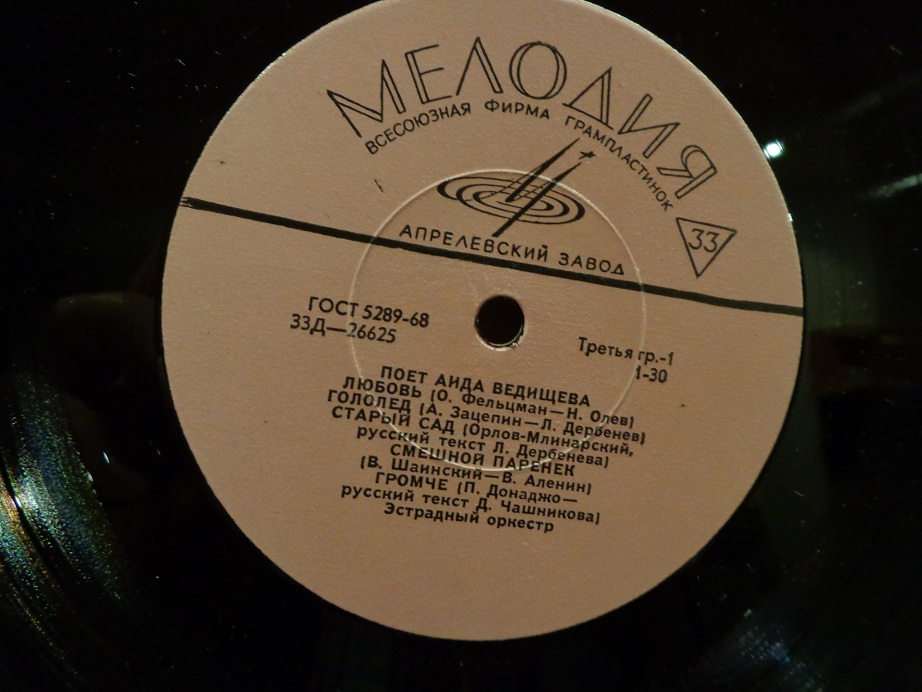 МЕЛОДИЯ
ВСЕСОЮЗНАЯ ФИРМА ГРАМПЛАСТИНОК
33
АПРЕЛЕВСКИЙ ЗАВОД
ГОСТ 5289-68
33Д—26625
Третья гр.-1
1-30
ПОЕТ АИДА ВЕДИЩЕВА
ЛЮБОВЬ (О. Фельцман—Н. Олев)
ГОЛОЛЕД (А. Зацепин—Л. Дербенев)
СТАРЫЙ САД (Орлов-Млинарский,
русский текст Л. Дербенева)
СМЕШНОЙ ПАРЕНЕК
(В. Шаинский—В. Аленин)
ГРОМЧЕ (П. Донаджо—
русский текст Д. Чашникова)
Эстрадный оркестр